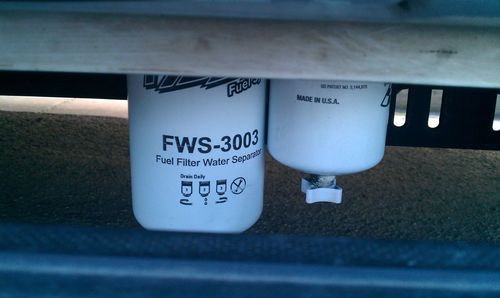 Fuel
FWS-3003
Fuel Filter Water Separator
Drain Daily
MADE IN U.S.A.